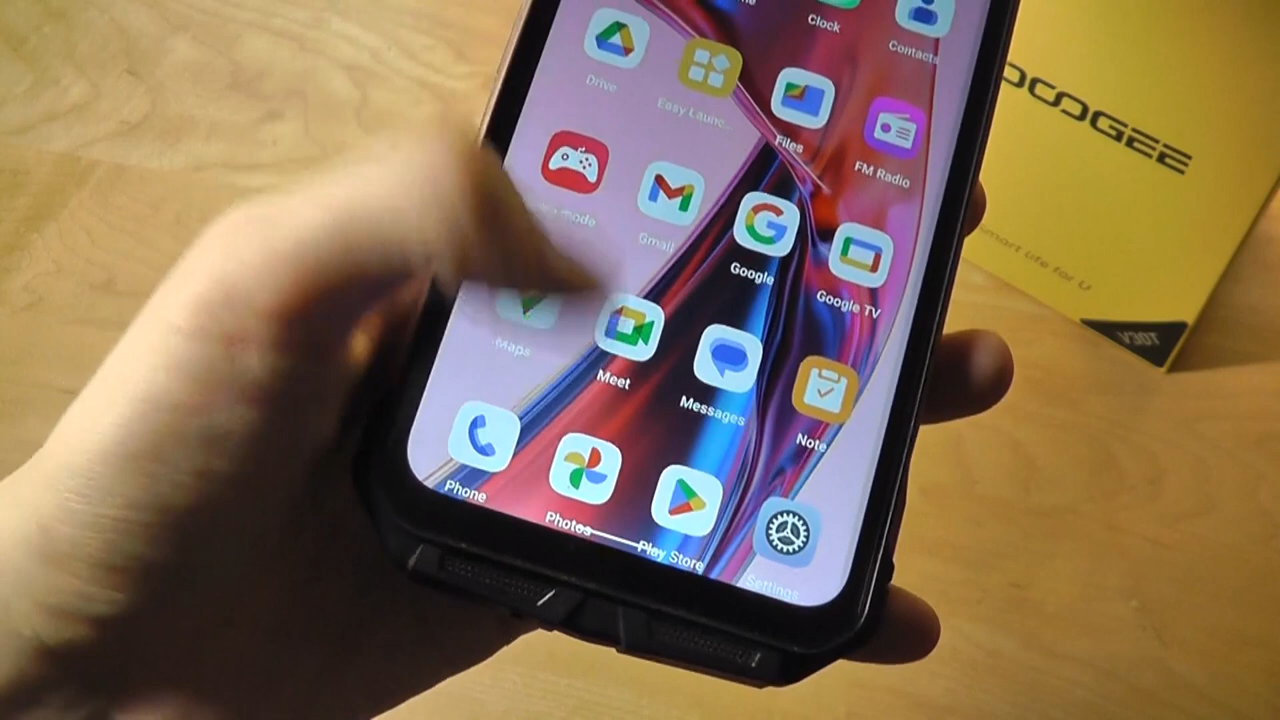 Clock
Contacts
Drive
Easy Launc...
Files
FM Radio
mode
Gmail
Google
Google TV
Maps
Meet
Messages
Note
Phone
Photos
Play Store
Settings
OOGEE
Smart Life for U
V30T